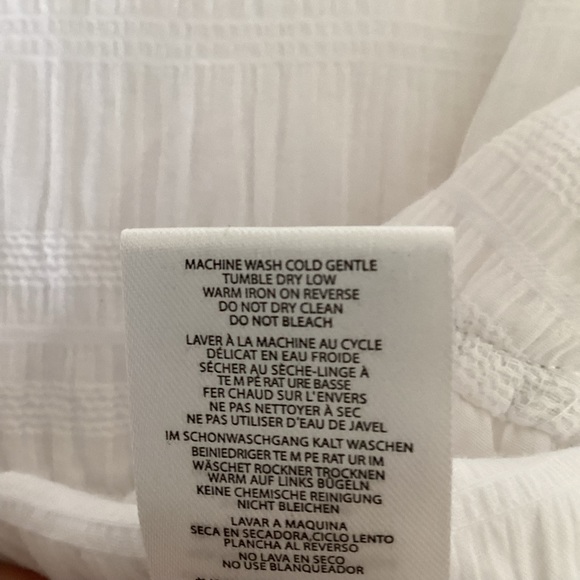 MACHINE WASH COLD GENTLE
TUMBLE DRY LOW
WARM IRON ON REVERSE
DO NOT DRY CLEAN
DO NOT BLEACH
LAVER À LA MACHINE AU CYCLE
DÉLICAT EN EAU FROIDE
SÉCHER AU SÈCHE-LINGE À
TE M PÉ RAT URE BASSE
FER CHAUD SUR L'ENVERS
NE PAS NETTOYER À SEC
NE PAS UTILISER D'EAU DE JAVEL
IM SCHONWASCHGANG KALT WASCHEN
BEINIEDRIGER TE M PE RAT UR IM
WÄSCHET ROCKNER TROCKNEN
WARM AUF LINKS BÜGELN
KEINE CHEMISCHE REINIGUNG
NICHT BLEICHEN
LAVAR A MAQUINA
SECA EN SECADORA,CICLO LENTO
PLANCHA AL REVERSO
NO LAVA EN SECO
NO USE BLANQUEADOR